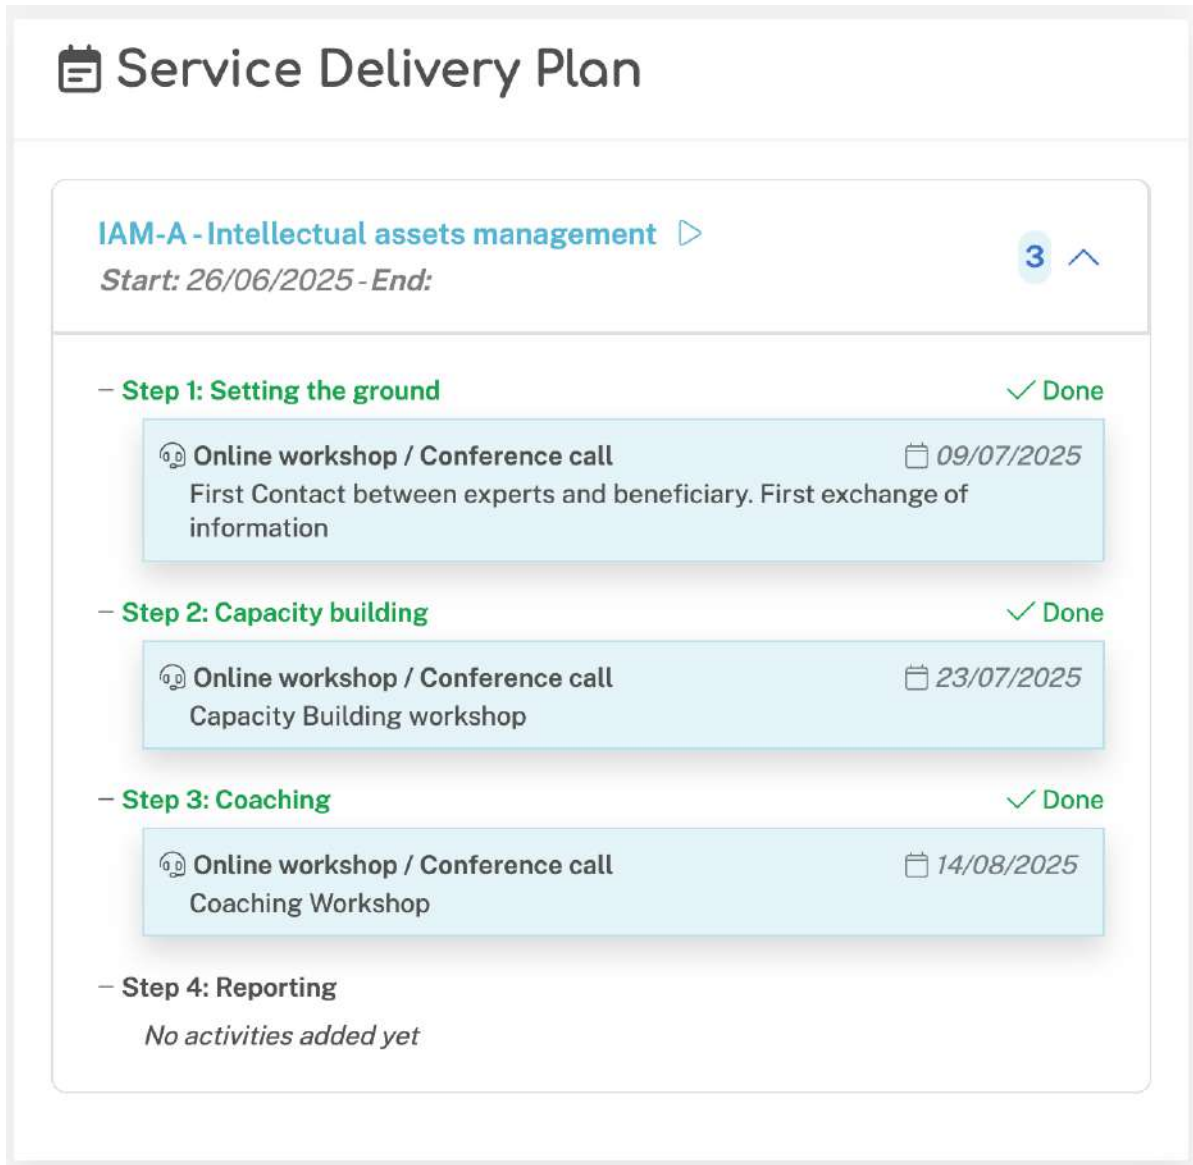 Service Delivery Plan
IAM-A - Intellectual assets management
Start: 26/06/2025 - End:
3
– Step 1: Setting the ground
Done
Online workshop / Conference call
09/07/2025
First Contact between experts and beneficiary. First exchange of
information
– Step 2: Capacity building
Done
Online workshop / Conference call
23/07/2025
Capacity Building workshop
– Step 3: Coaching
Done
Online workshop / Conference call
14/08/2025
Coaching Workshop
– Step 4: Reporting
No activities added yet